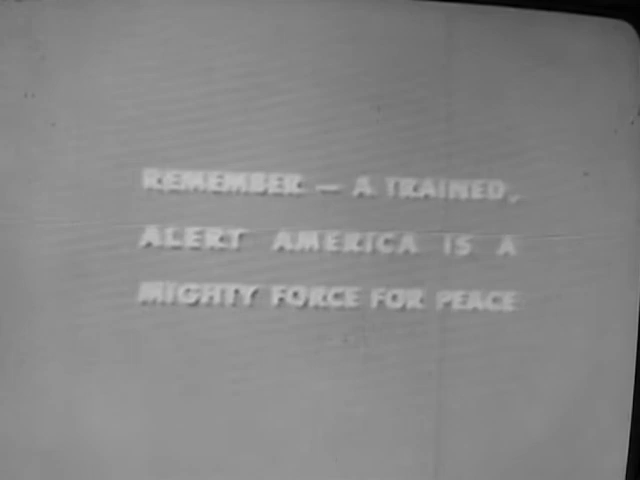 REMEMBER — A TRAINED,
ALERT AMERICA IS A
MIGHTY FORCE FOR PEACE